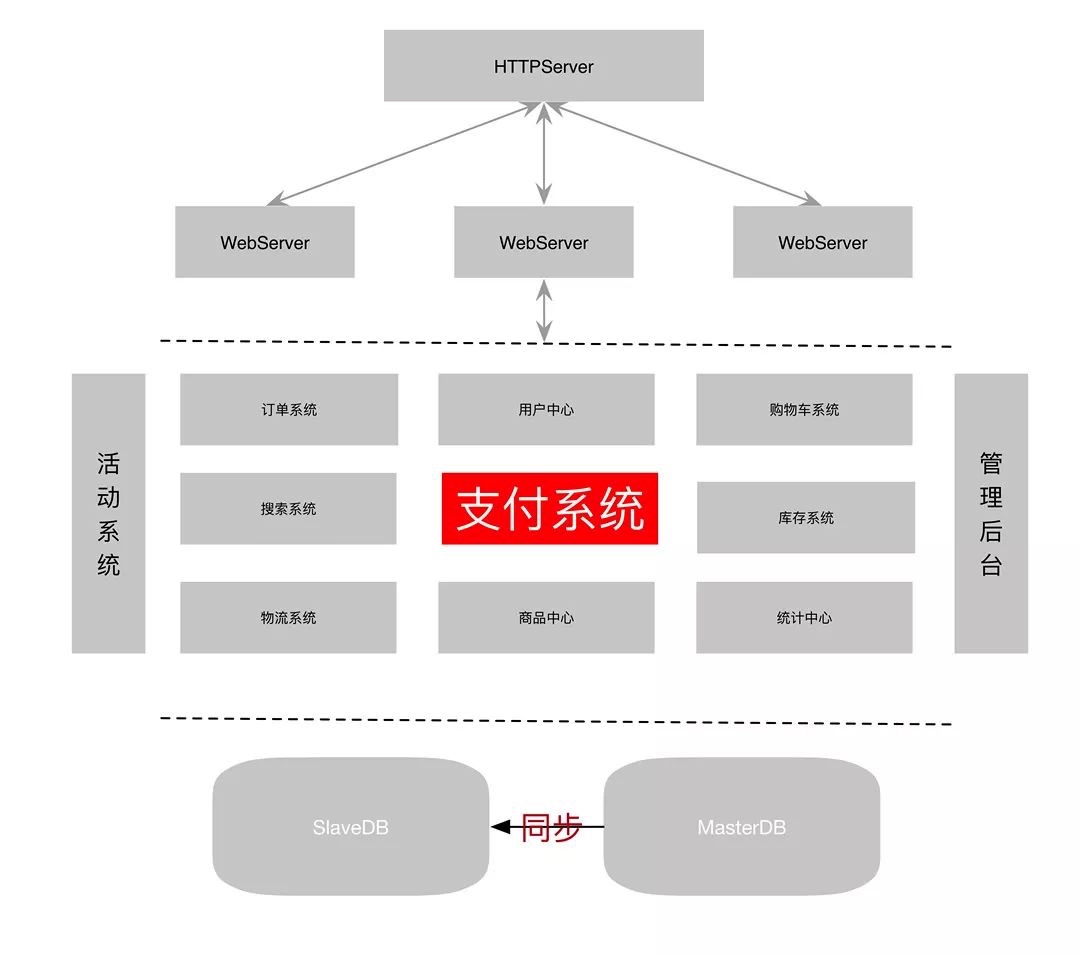 HTTPServer
WebServer
WebServer
WebServer
订单系统
用户中心
购物车系统
活动系统
管理后台
搜索系统
支付系统
库存系统
物流系统
商品中心
统计中心
SlaveDB
同步
MasterDB